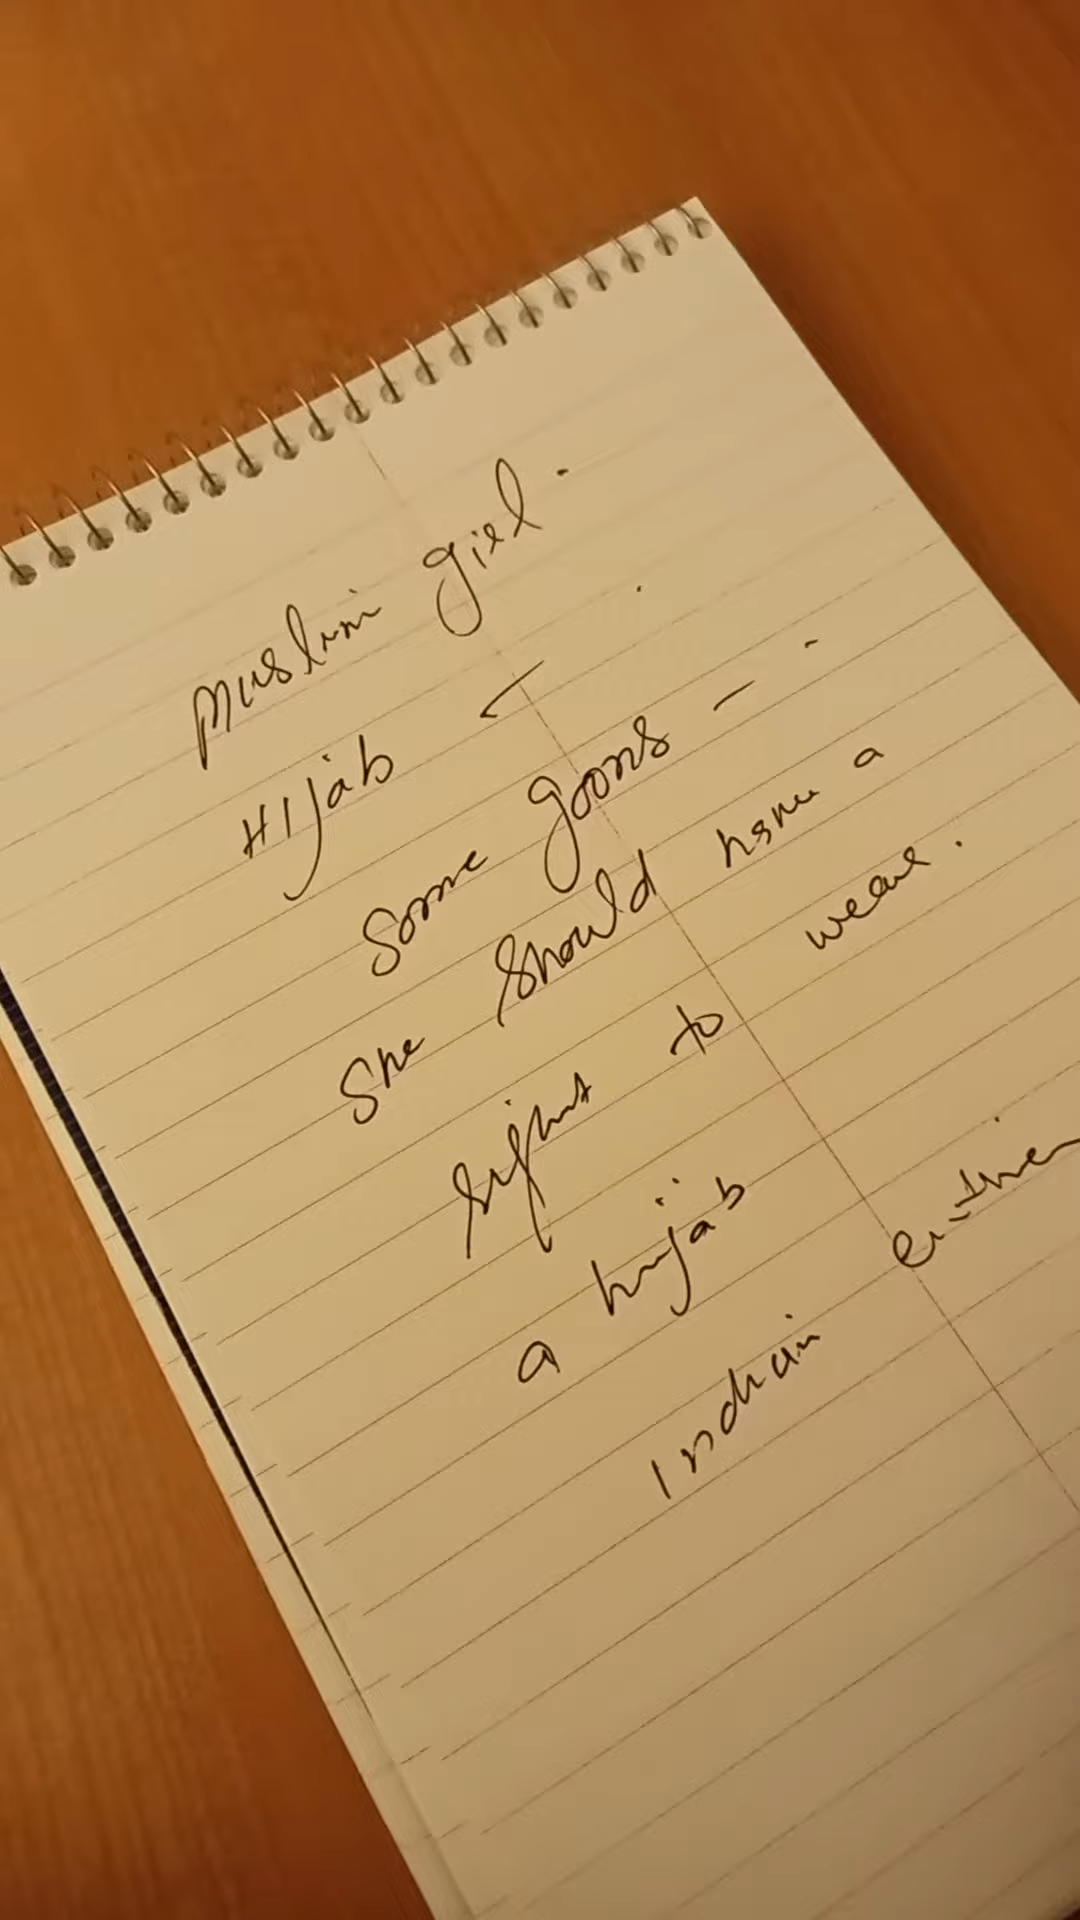 Muslim girl.
Hijab -
Some goons -
She should have a
right to wear.
a hijab
Indian